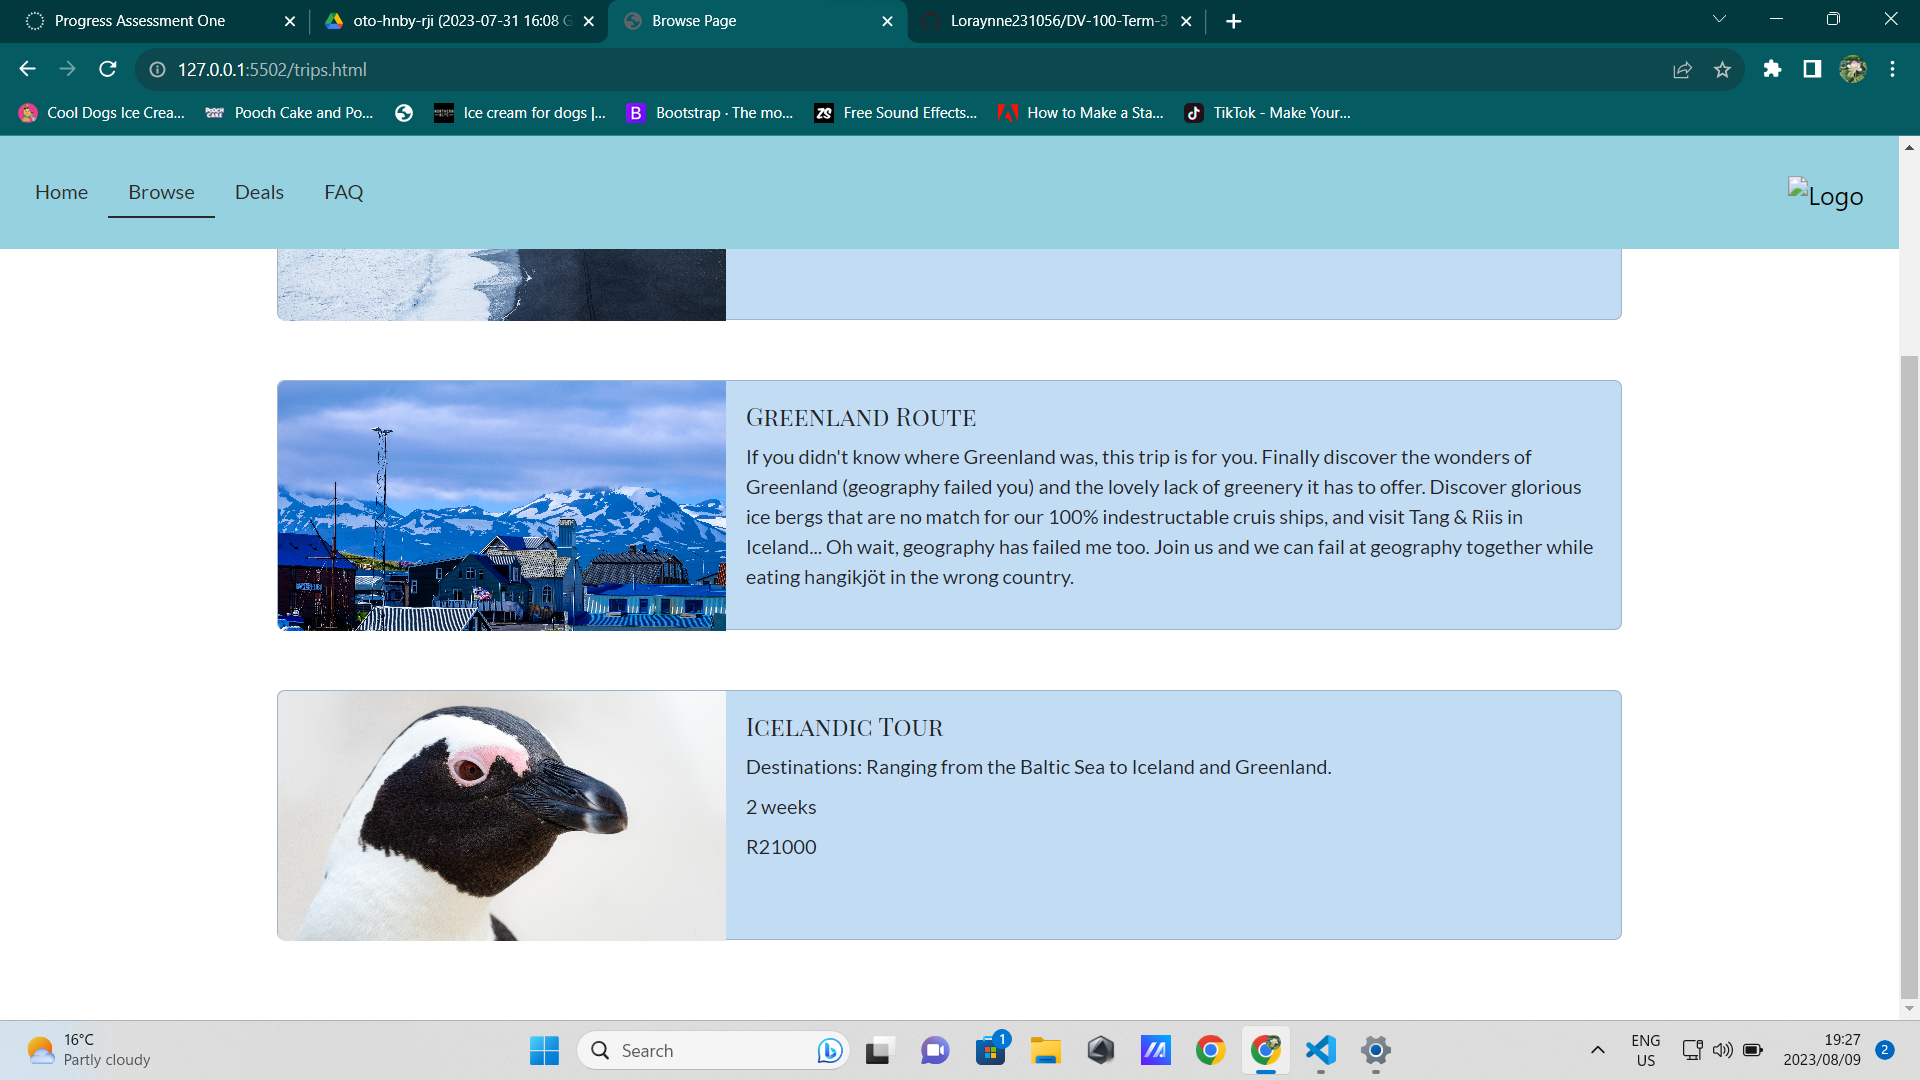 Progress Assessment One
oto-hnby-rji (2023-07-31 16:08 G
Browse Page
Loraynne231056/DV-100-Term-3
127.0.0.1:5502/trips.html
Cool Dogs Ice Crea...
POOCH CAKE
Pooch Cake and Po...
Ice cream for dogs |...
B
Bootstrap · The mo...
ZS
Free Sound Effects...
How to Make a Sta...
TikTok - Make Your...
Home
Browse
Deals
FAQ
Logo
Greenland Route
If you didn't know where Greenland was, this trip is for you. Finally discover the wonders of
Greenland (geography failed you) and the lovely lack of greenery it has to offer. Discover glorious
ice bergs that are no match for our 100% indestructable cruis ships, and visit Tang & Riis in
Iceland... Oh wait, geography has failed me too. Join us and we can fail at geography together while
eating hangikjöt in the wrong country.
Icelandic Tour
Destinations: Ranging from the Baltic Sea to Iceland and Greenland.
2 weeks
R21000
16°C
Partly cloudy
Search
1
ENG
US
19:27
2023/08/09
2